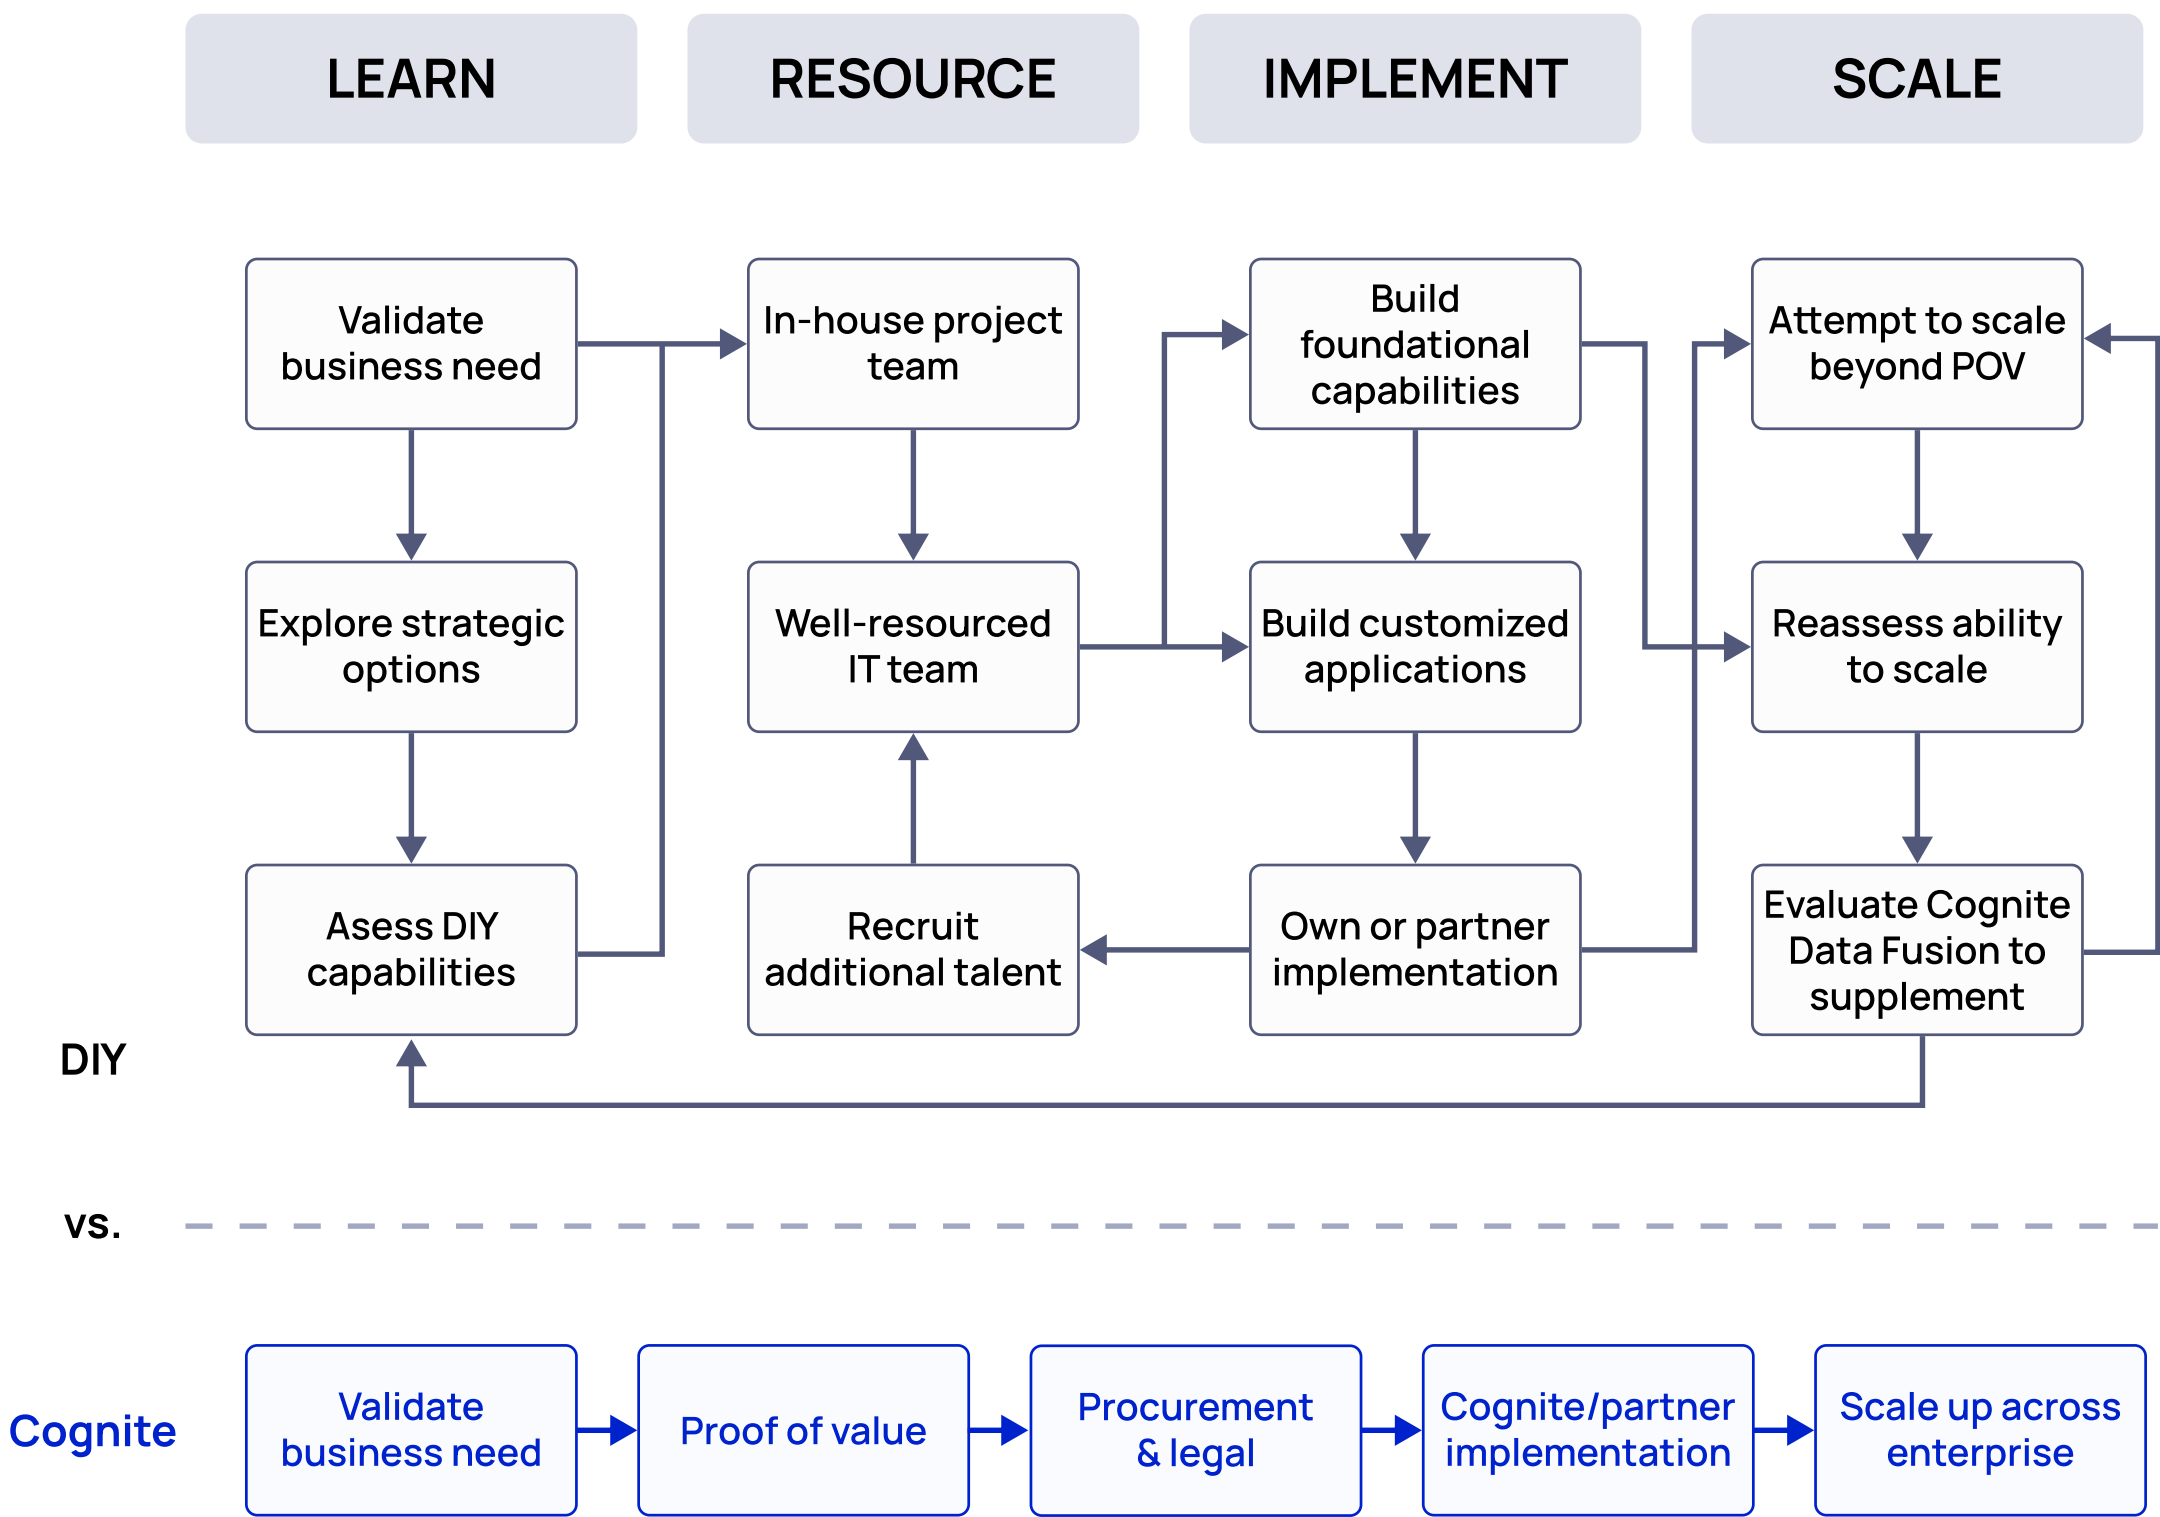 LEARN
RESOURCE
IMPLEMENT
SCALE
Validate
business need
In-house project
team
Build
foundational
capabilities
Attempt to scale
beyond POV
Explore strategic
options
Well-resourced
IT team
Build customized
applications
Reassess ability
to scale
Asess DIY
capabilities
Recruit
additional talent
Own or partner
implementation
Evaluate Cognite
Data Fusion to
supplement
DIY
vs.
Cognite
Validate
business need
Proof of value
Procurement
& legal
Cognite/partner
implementation
Scale up across
enterprise